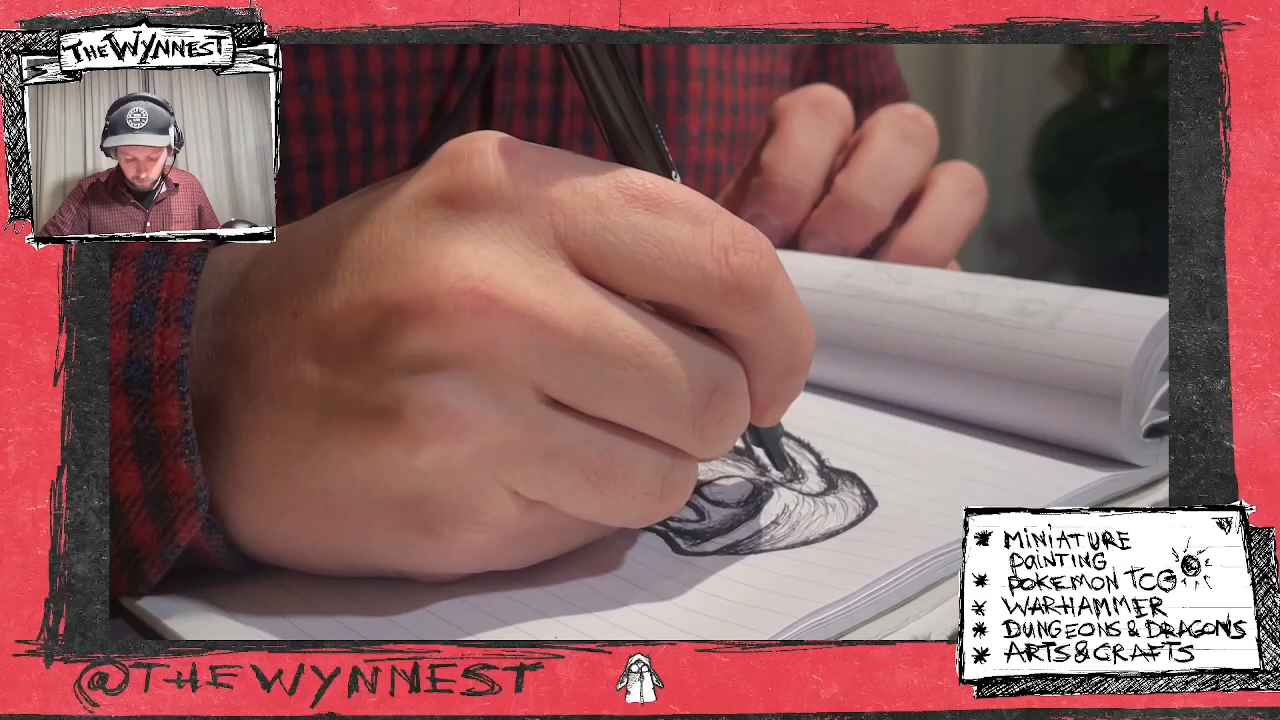 THEWYNNEST
* MINIATURE
PAINTING
* POKEMON TCG
* WARHAMMER
* DUNGEONS & DRAGONS
* ARTS & CRAFTS
@THEWYNNEST